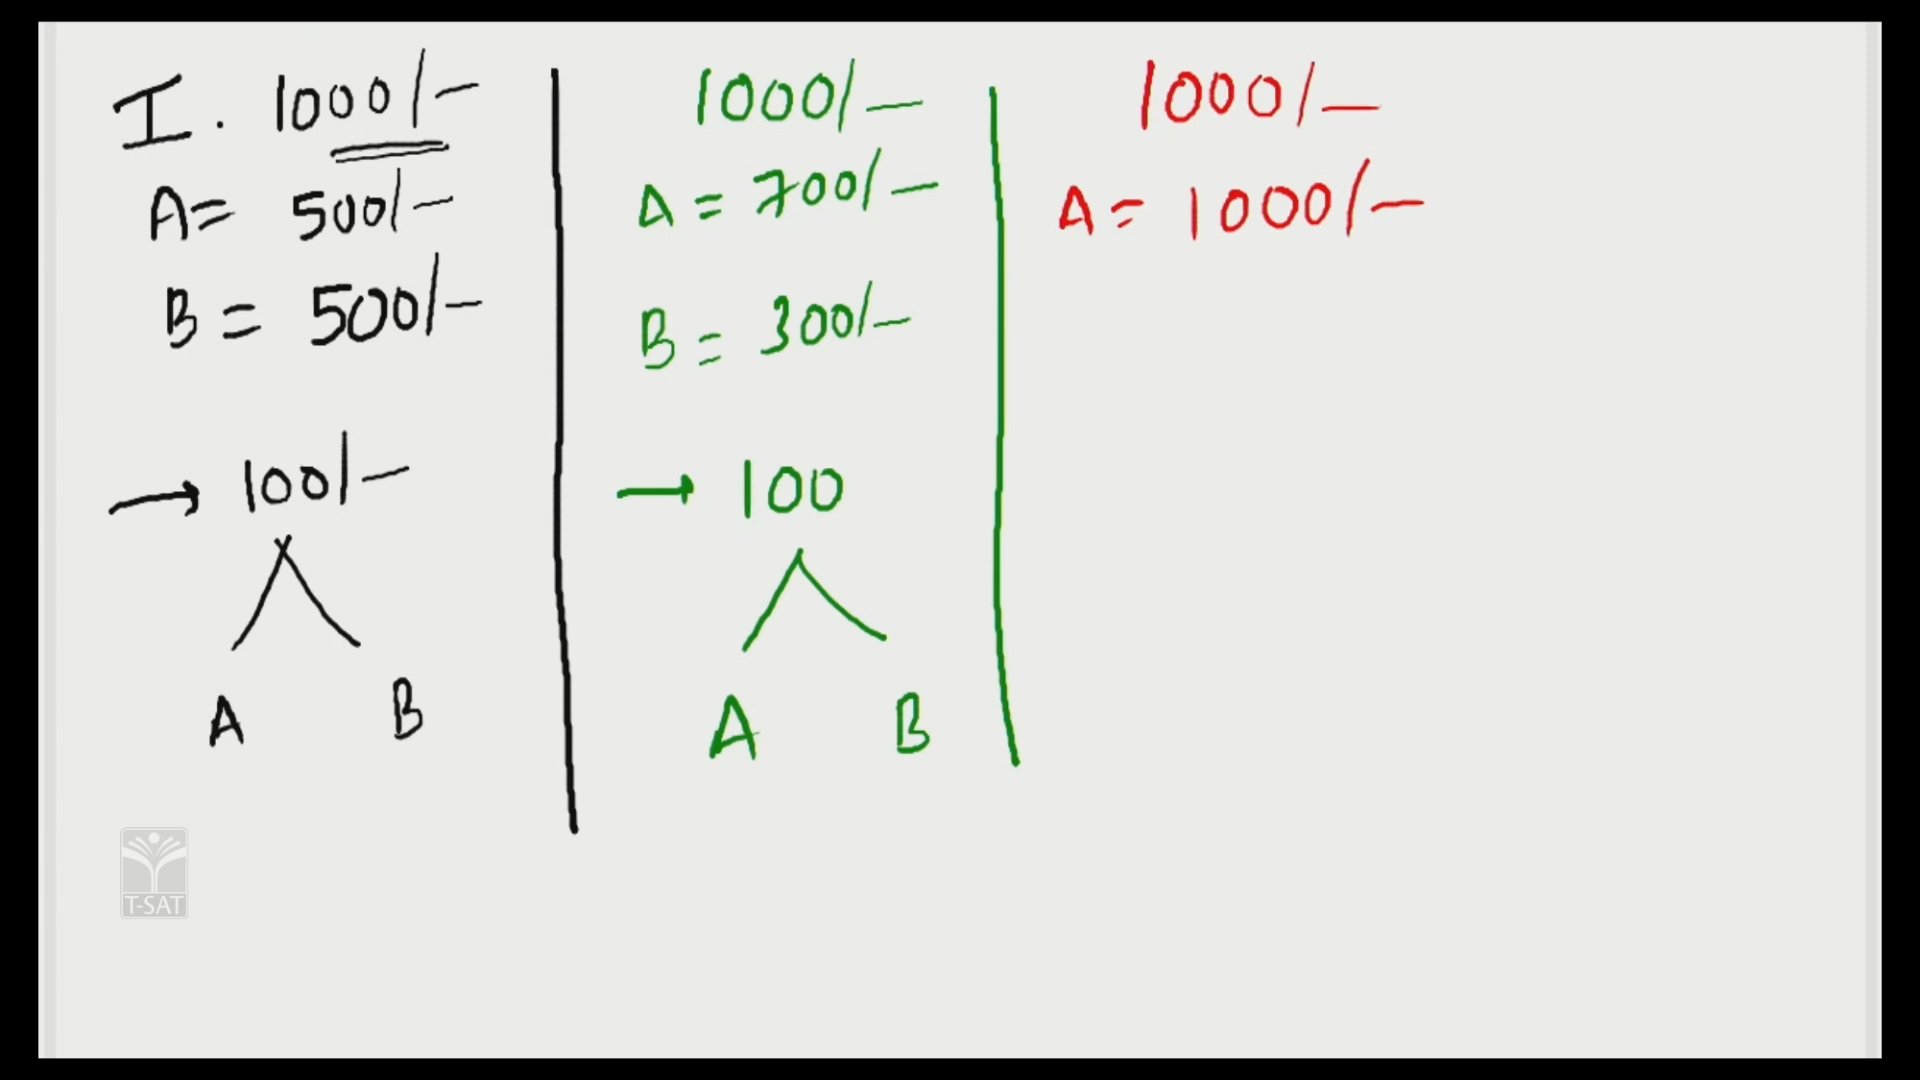 I. 1000/-
A = 500/-
B = 500/-
→ 100/-
A B
1000/-
A = 700/-
B = 300/-
→ 100
A B
1000/-
A = 1000/-
T-SAT